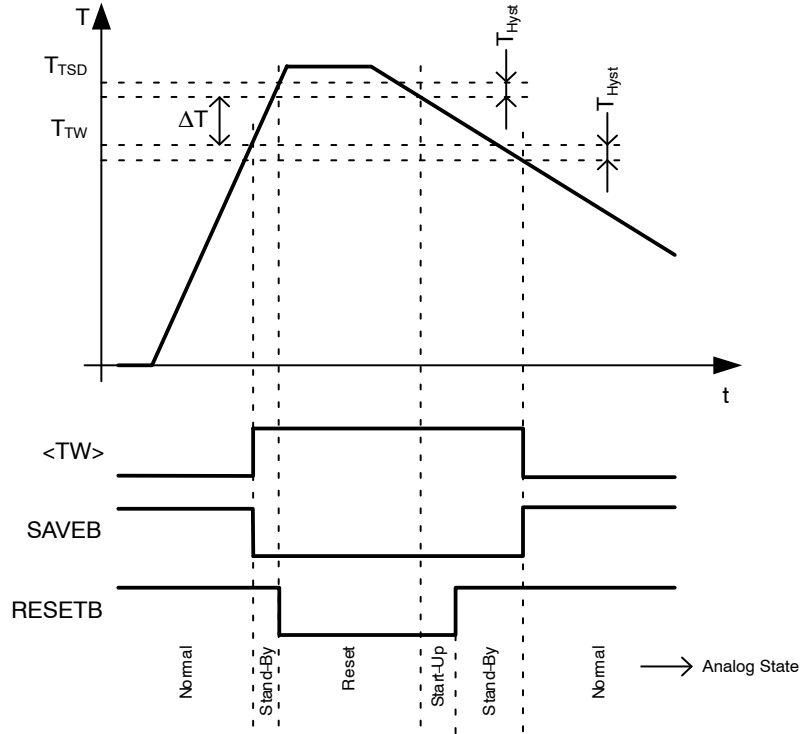 T
T_TSD
T_Hyst
T_Hyst
ΔT
T_TW
t
<TW>
SAVEB
RESETB
Normal
Stand-By
Reset
Start-Up
Stand-By
Normal
Analog State